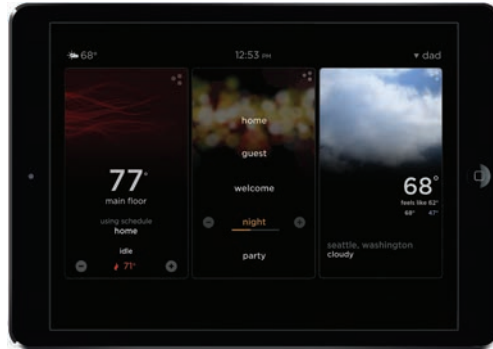 68°
12:53 PM
dad
77°
main floor
using schedule
home
idle
71°
home
guest
welcome
night
party
68°
feels like 62°
68° 47°
seattle, washington
cloudy